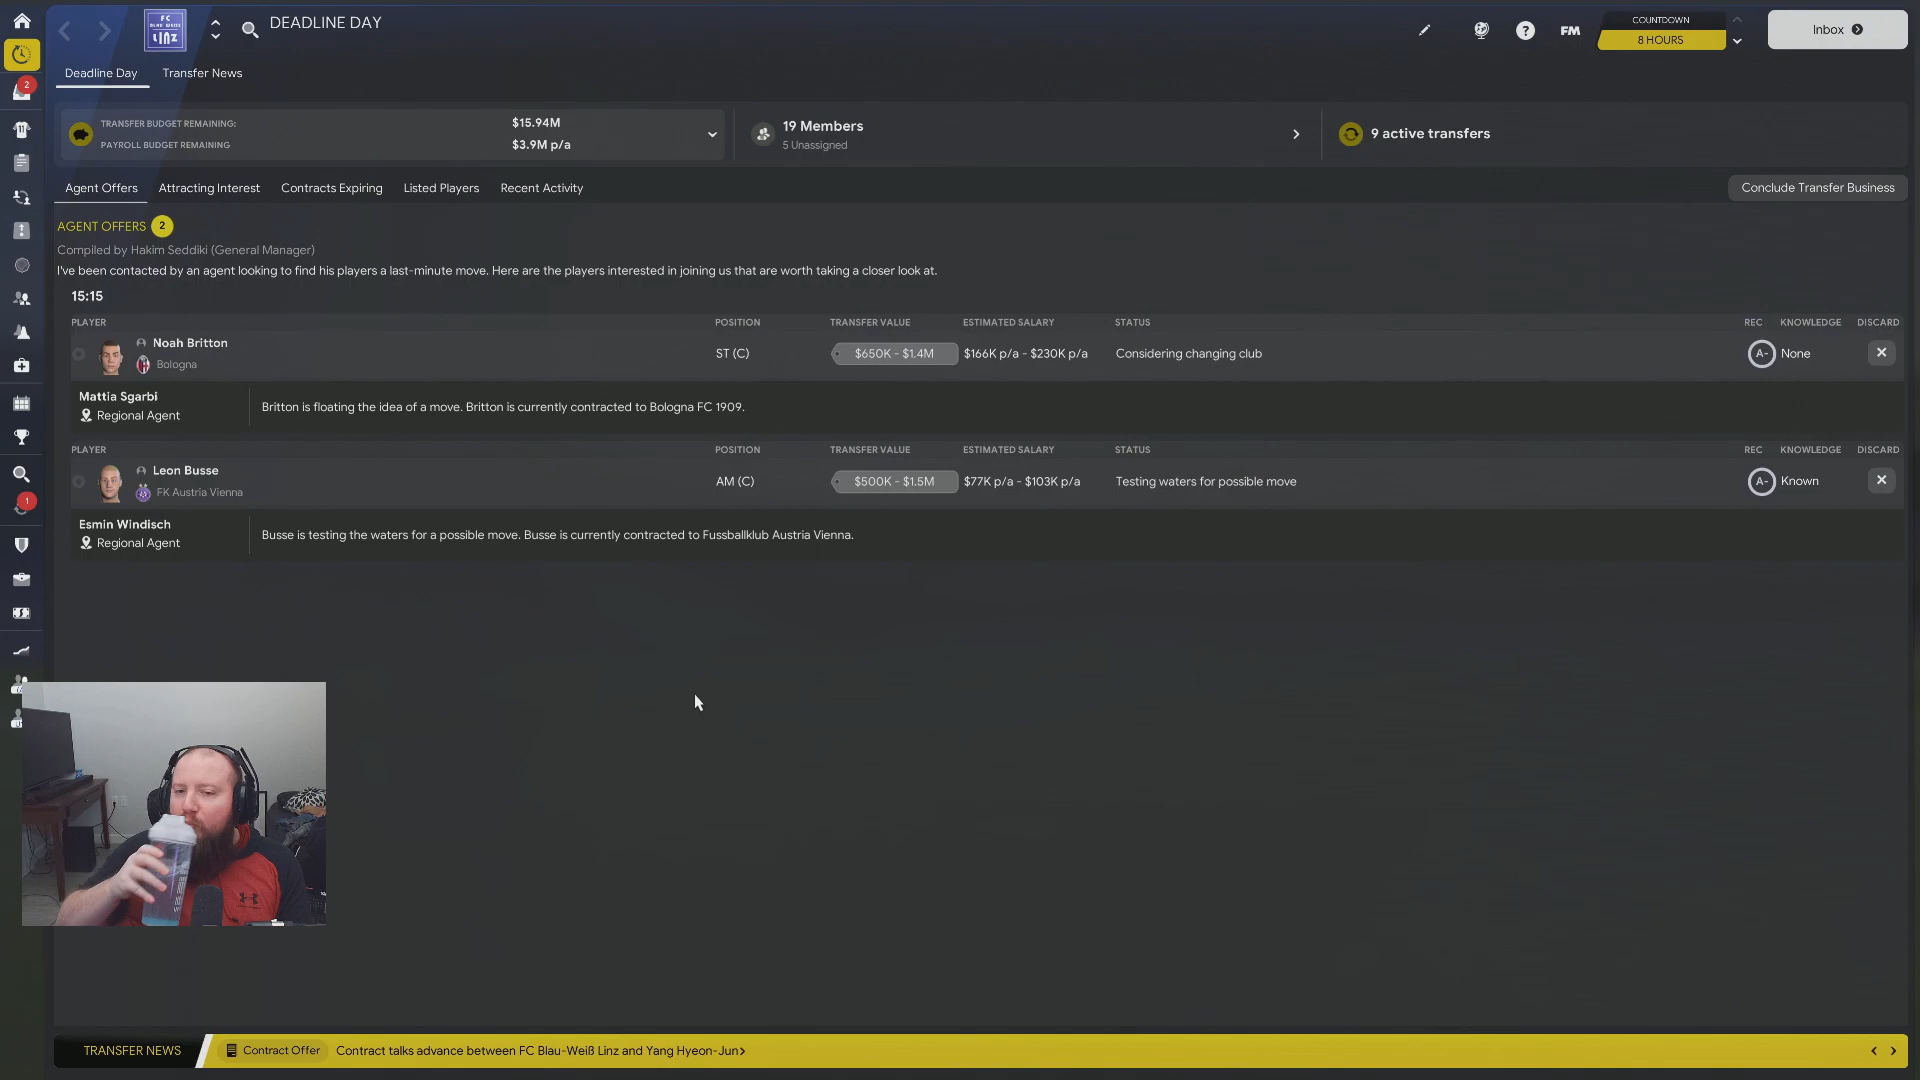 FC
BLAU WEISS
LINZ
DEADLINE DAY
FM
COUNTDOWN
8 HOURS
Inbox
2
Deadline Day
Transfer News
11
TRANSFER BUDGET REMAINING:
$15.94M
PAYROLL BUDGET REMAINING
$3.9M p/a
19 Members
5 Unassigned
9 active transfers
Agent Offers
Attracting Interest
Contracts Expiring
Listed Players
Recent Activity
Conclude Transfer Business
AGENT OFFERS 2
Compiled by Hakim Seddiki (General Manager)
I've been contacted by an agent looking to find his players a last-minute move. Here are the players interested in joining us that are worth taking a closer look at.
15:15
PLAYER POSITION TRANSFER VALUE ESTIMATED SALARY STATUS REC KNOWLEDGE DISCARD
Noah Britton
Bologna
ST (C) $650K - $1.4M $166K p/a - $230K p/a Considering changing club A- None
Mattia Sgarbi
Regional Agent
Britton is floating the idea of a move. Britton is currently contracted to Bologna FC 1909.
PLAYER POSITION TRANSFER VALUE ESTIMATED SALARY STATUS REC KNOWLEDGE DISCARD
Leon Busse
FK Austria Vienna
AM (C) $500K - $1.5M $77K p/a - $103K p/a Testing waters for possible move A- Known
1
Esmin Windisch
Regional Agent
Busse is testing the waters for a possible move. Busse is currently contracted to Fussballklub Austria Vienna.
TRANSFER NEWS
Contract Offer
Contract talks advance between FC Blau-Weiß Linz and Yang Hyeon-Jun>